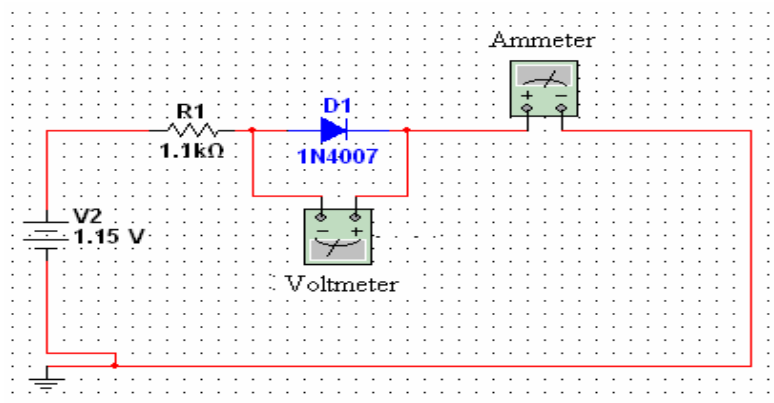 Ammeter
+ −
R1
1.1kΩ
D1
1N4007
V2
1.15 V
− +
Voltmeter